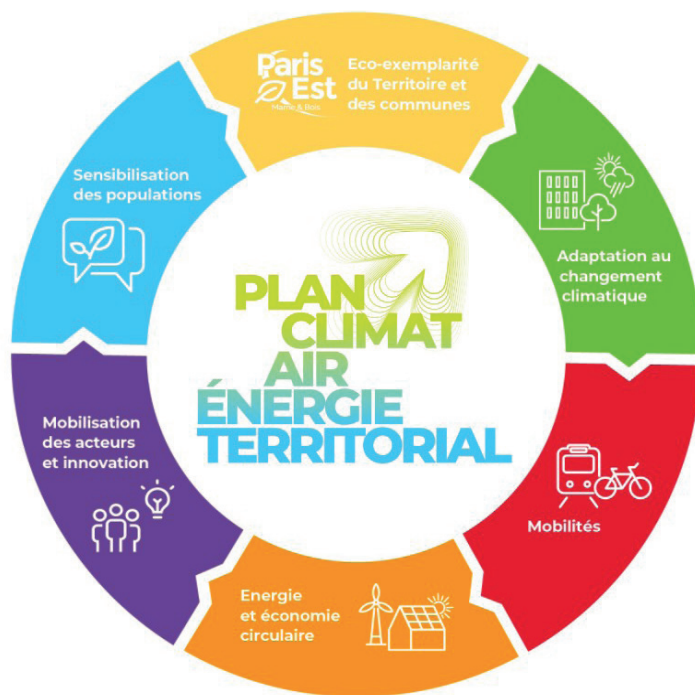 Paris
Est
Marne & Bois
Eco-exemplarité
du Territoire et
des communes
Adaptation au
changement
climatique
Mobilités
Energie
et économie
circulaire
Mobilisation
des acteurs
et innovation
Sensibilisation
des populations
PLAN
CLIMAT
AIR
ÉNERGIE
TERRITORIAL